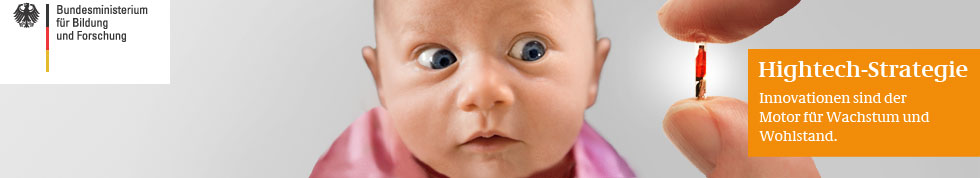 Bundesministerium
für Bildung
und Forschung
Hightech-Strategie
Innovationen sind der
Motor für Wachstum und
Wohlstand.